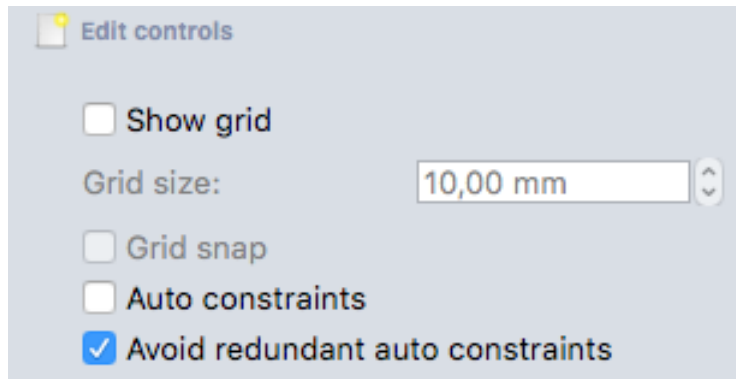 Edit controls
Show grid
Grid size: 10,00 mm
Grid snap
Auto constraints
Avoid redundant auto constraints